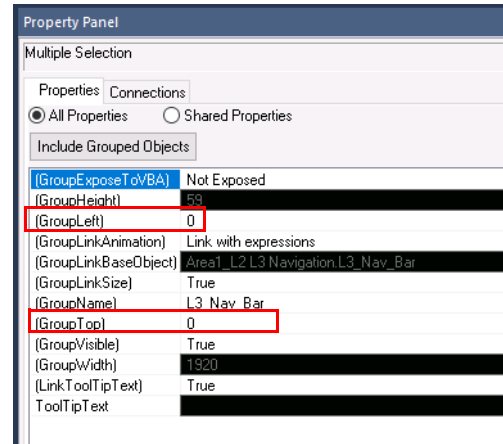 Property Panel
Multiple Selection
Properties Connections
All Properties Shared Properties
Include Grouped Objects
(GroupExposeToVBA) Not Exposed
(GroupHeight) 59
(GroupLeft) 0
(GroupLinkAnimation) Link with expressions
(GroupLinkBaseObject) Area1_L2 L3 Navigation.L3_Nav_Bar
(GroupLinkSize) True
(GroupName) L3_Nav_Bar
(GroupTop) 0
(GroupVisible) True
(GroupWidth) 1920
(LinkToolTipText) True
ToolTipText